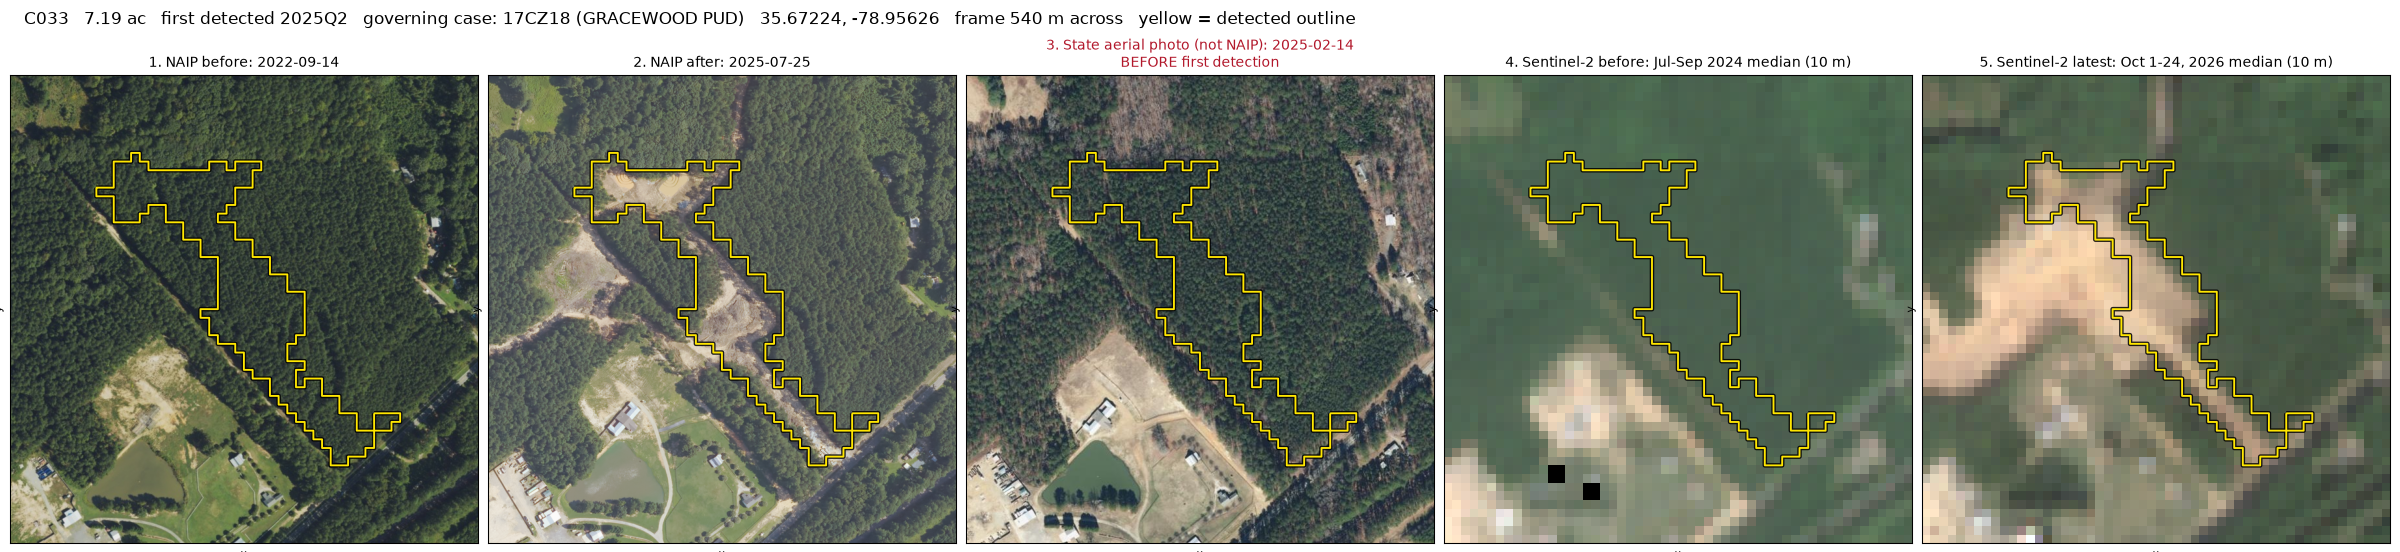 C033   7.19 ac   first detected 2025Q2   governing case: 17CZ18 (GRACEWOOD PUD)   35.67224, -78.95626   frame 540 m across   yellow = detected outline
1. NAIP before: 2022-09-14
2. NAIP after: 2025-07-25
3. State aerial photo (not NAIP): 2025-02-14
BEFORE first detection
4. Sentinel-2 before: Jul-Sep 2024 median (10 m)
5. Sentinel-2 latest: Oct 1-24, 2026 median (10 m)